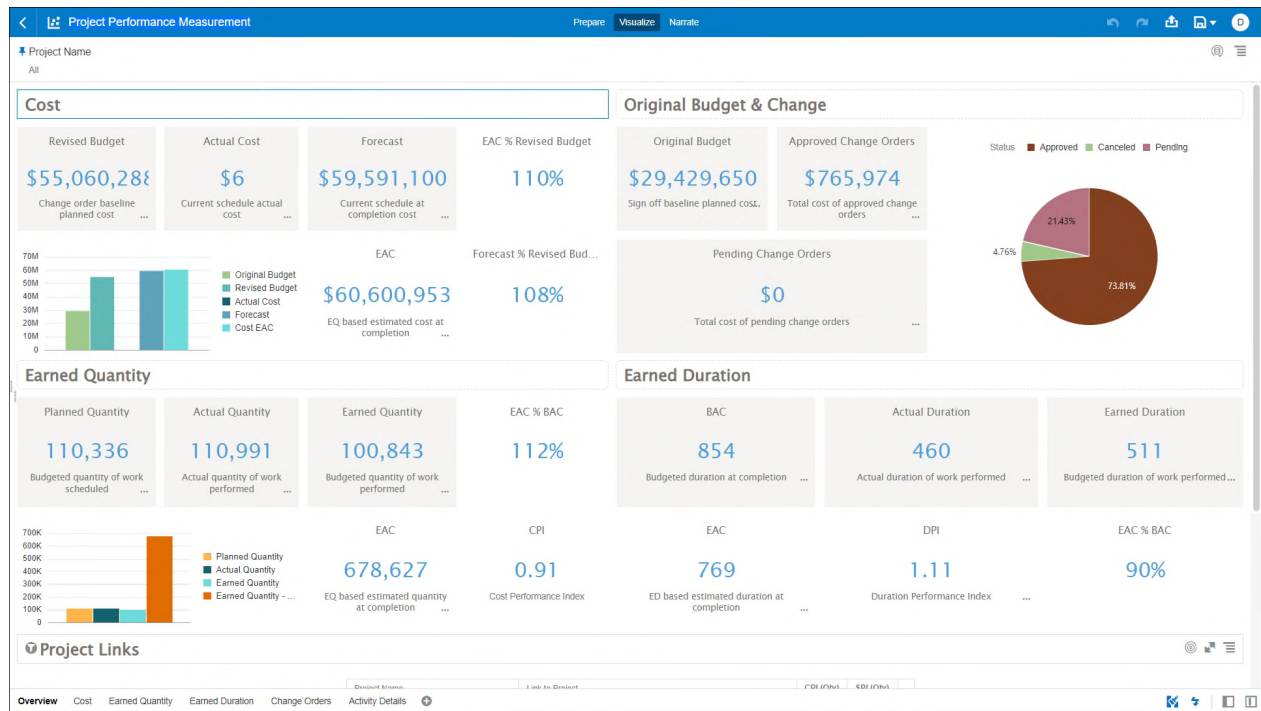 Project Performance Measurement
Prepare
Visualize
Narrate
D
Project Name
All
Cost
Revised Budget
$55,060,288
Change order baseline
planned cost
...
Actual Cost
$6
Current schedule actual
cost
...
Forecast
$59,591,100
Current schedule at
completion cost
...
EAC % Revised Budget
110%
70M
60M
50M
40M
30M
20M
10M
0
Original Budget
Revised Budget
Actual Cost
Forecast
Cost EAC
EAC
$60,600,953
EQ based estimated cost at
completion
...
Forecast % Revised Bud...
108%
Original Budget & Change
Original Budget
$29,429,650
Sign off baseline planned cost...
Approved Change Orders
$765,974
Total cost of approved change
orders
...
Pending Change Orders
$0
Total cost of pending change orders
...
Status
Approved
Canceled
Pending
21.43%
4.76%
73.81%
Earned Quantity
Planned Quantity
110,336
Budgeted quantity of work
scheduled
...
Actual Quantity
110,991
Actual quantity of work
performed
...
Earned Quantity
100,843
Budgeted quantity of work
performed
...
EAC % BAC
112%
700K
600K
500K
400K
300K
200K
100K
0
Planned Quantity
Actual Quantity
Earned Quantity
Earned Quantity - ...
EAC
678,627
EQ based estimated quantity
at completion
...
CPI
0.91
Cost Performance Index
Earned Duration
BAC
854
Budgeted duration at completion
...
Actual Duration
460
Actual duration of work performed
...
Earned Duration
511
Budgeted duration of work performed...
EAC
769
ED based estimated duration at
completion
...
DPI
1.11
Duration Performance Index
...
EAC % BAC
90%
Project Links
Project Name
Link to Project
CPI (Qty)
SPI (Qty)
Overview
Cost
Earned Quantity
Earned Duration
Change Orders
Activity Details